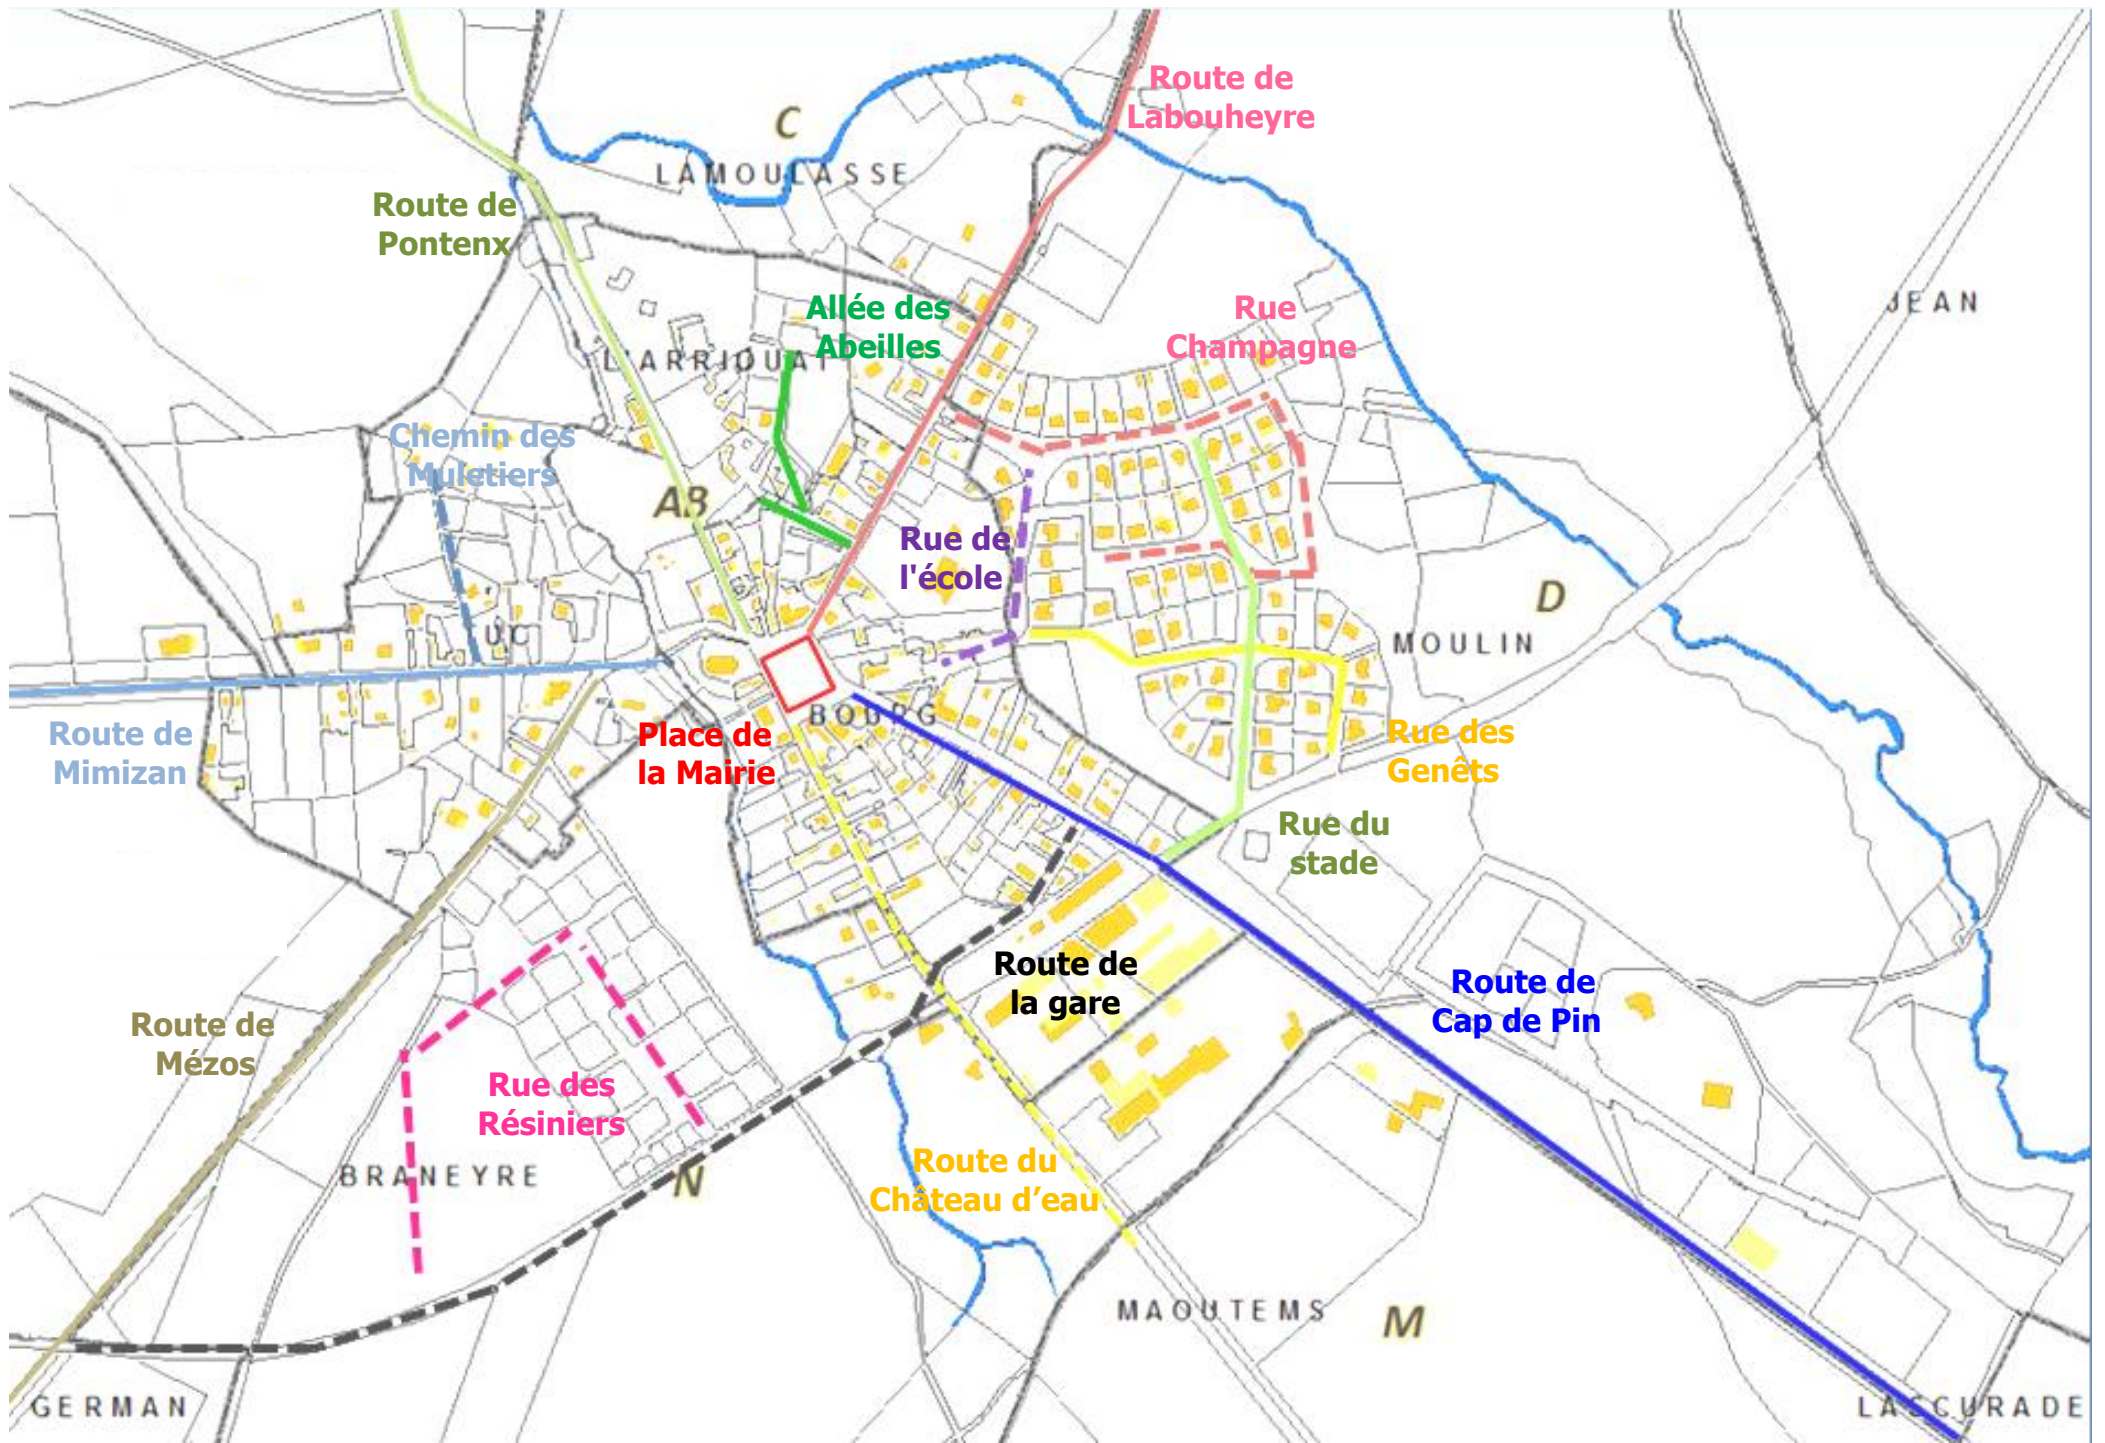 Route de
Labouheyre
C
LAMOULASSE
Route de
Pontenx
JEAN
Allée des
Abeilles
Rue
Champagne
L'ARRIOUAT
Chemin des
Muletiers
AB
Rue de
l'école
D
UC
MOULIN
BOURG
Route de
Mimizan
Place de
la Mairie
Rue des
Genêts
Rue du
stade
Route de
la gare
Route de
Cap de Pin
Route de
Mézos
Rue des
Résiniers
BRANEYRE
N
Route du
Château d'eau
MAOUTEMS
M
GERMAN
LASCURADE